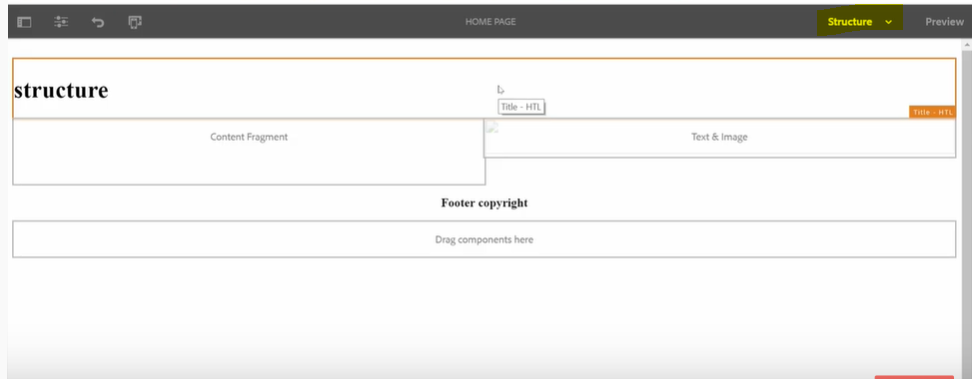 HOME PAGE
Structure
Preview
structure
Title - HTL
Title - HTL
Content Fragment
Text & Image
Footer copyright
Drag components here